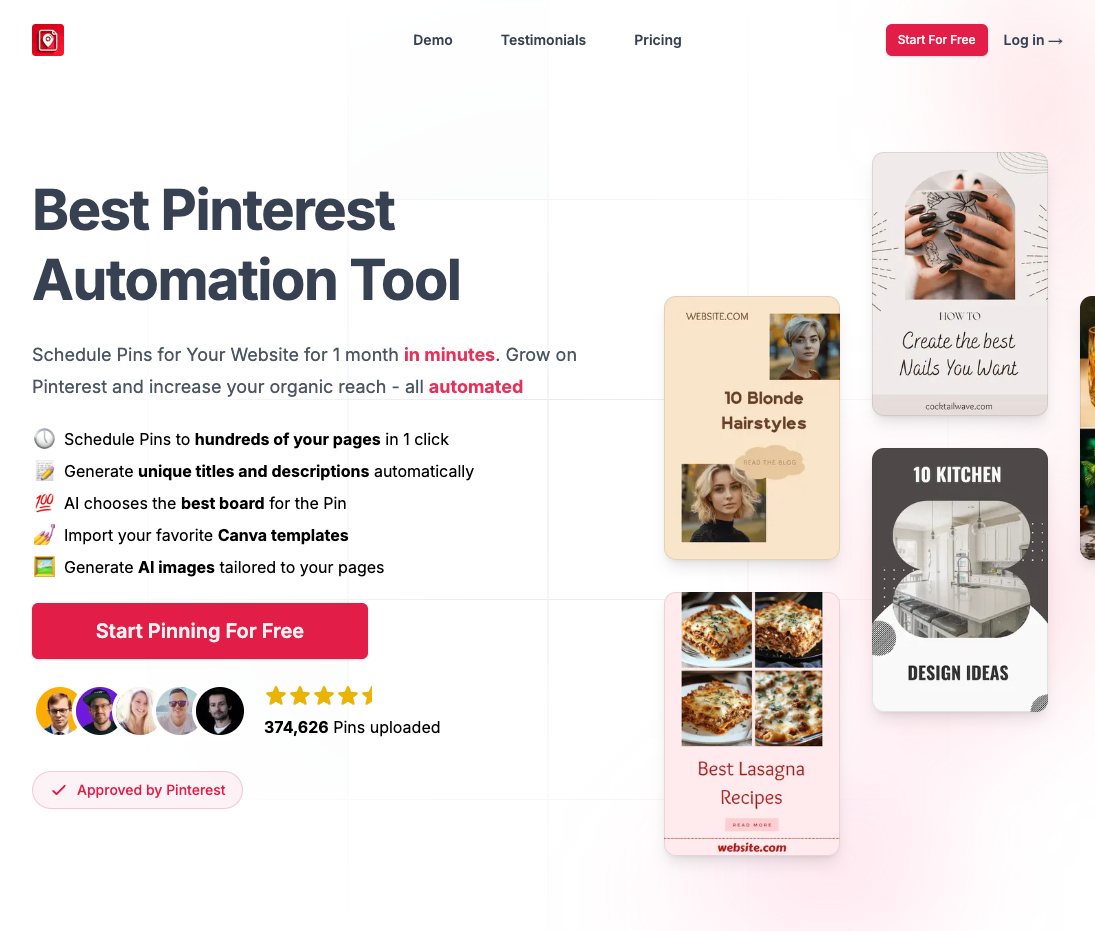 Demo
Testimonials
Pricing
Start For Free
Log in →
Best Pinterest
Automation Tool
Schedule Pins for Your Website for 1 month in minutes. Grow on
Pinterest and increase your organic reach - all automated
Schedule Pins to hundreds of your pages in 1 click
Generate unique titles and descriptions automatically
💯 AI chooses the best board for the Pin
Import your favorite Canva templates
Generate AI images tailored to your pages
Start Pinning For Free
374,626 Pins uploaded
Approved by Pinterest
WEBSITE.COM
10 Blonde
Hairstyles
READ THE BLOG
Best Lasagna
Recipes
READ MORE
website.com
HOW TO
Create the best
Nails You Want
cocktailwave.com
10 KITCHEN
DESIGN IDEAS